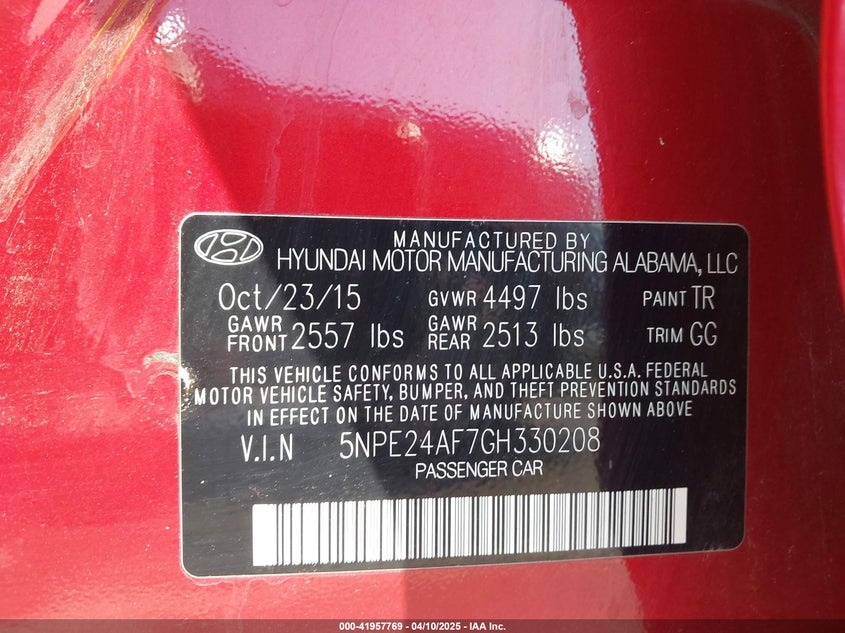 MANUFACTURED BY
HYUNDAI MOTOR MANUFACTURING ALABAMA, LLC
Oct/23/15 GVWR 4497 lbs PAINT TR
GAWR FRONT 2557 lbs GAWR REAR 2513 lbs TRIM GG
THIS VEHICLE CONFORMS TO ALL APPLICABLE U.S.A. FEDERAL
MOTOR VEHICLE SAFETY, BUMPER, AND THEFT PREVENTION STANDARDS
IN EFFECT ON THE DATE OF MANUFACTURE SHOWN ABOVE
V.I.N 5NPE24AF7GH330208
PASSENGER CAR
000-41957769 - 04/10/2025 - IAA Inc.